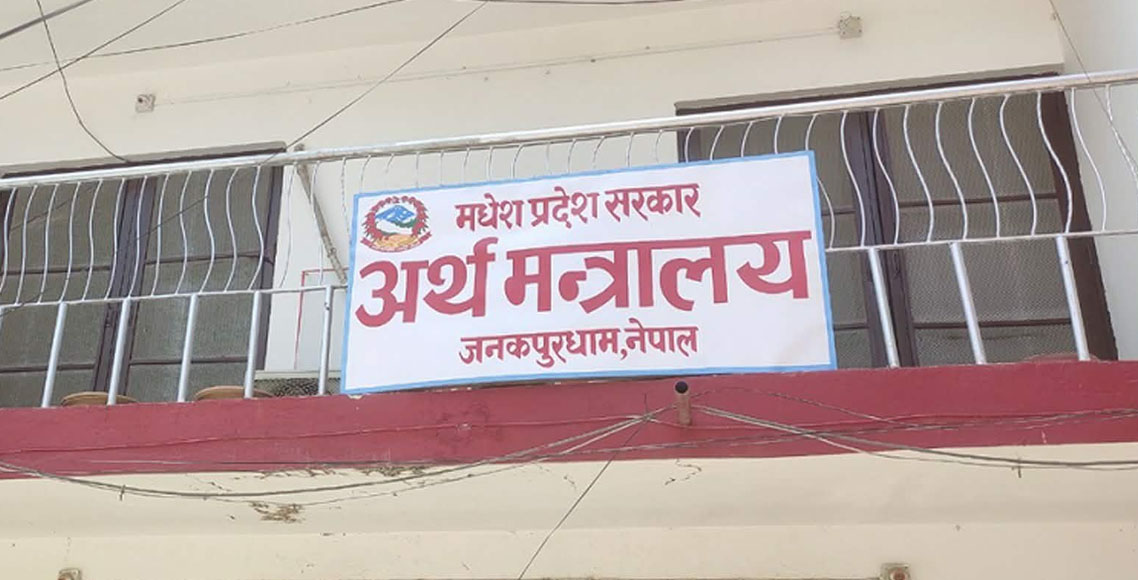 मधेश प्रदेश सरकार
अर्थ मन्त्रालय
जनकपुरधाम,नेपाल